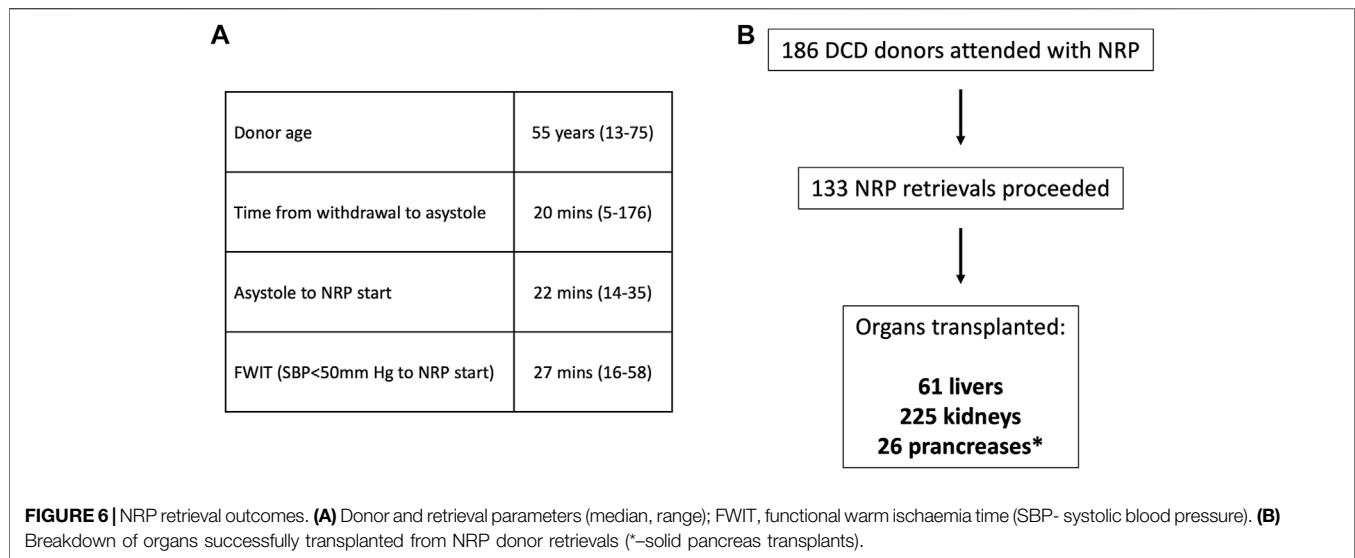 A
Donor age 55 years (13-75)
Time from withdrawal to asystole 20 mins (5-176)
Asystole to NRP start 22 mins (14-35)
FWIT (SBP<50mm Hg to NRP start) 27 mins (16-58)
B
186 DCD donors attended with NRP
133 NRP retrievals proceeded
Organs transplanted:
61 livers
225 kidneys
26 prancreases*
FIGURE 6 | NRP retrieval outcomes. (A) Donor and retrieval parameters (median, range); FWIT, functional warm ischaemia time (SBP- systolic blood pressure). (B)
Breakdown of organs successfully transplanted from NRP donor retrievals (*–solid pancreas transplants).